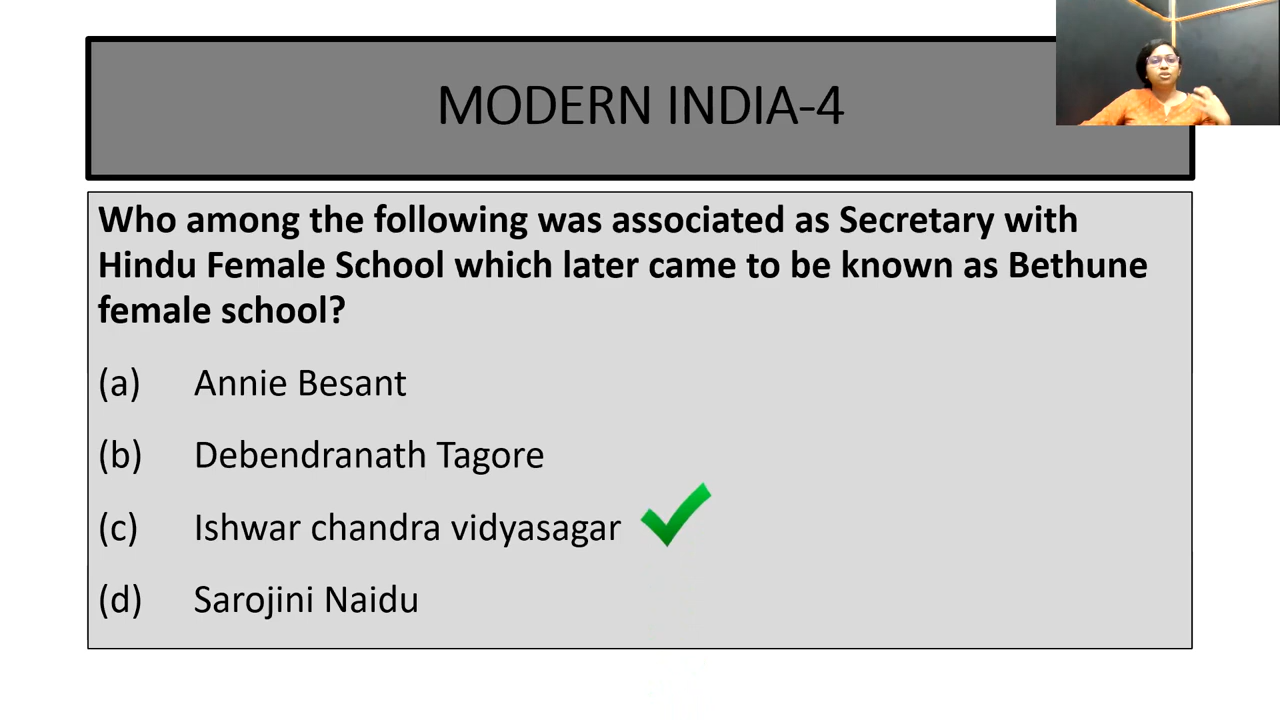 MODERN INDIA-4
Who among the following was associated as Secretary with
Hindu Female School which later came to be known as Bethune
female school?
(a) Annie Besant
(b) Debendranath Tagore
(c) Ishwar chandra vidyasagar
(d) Sarojini Naidu